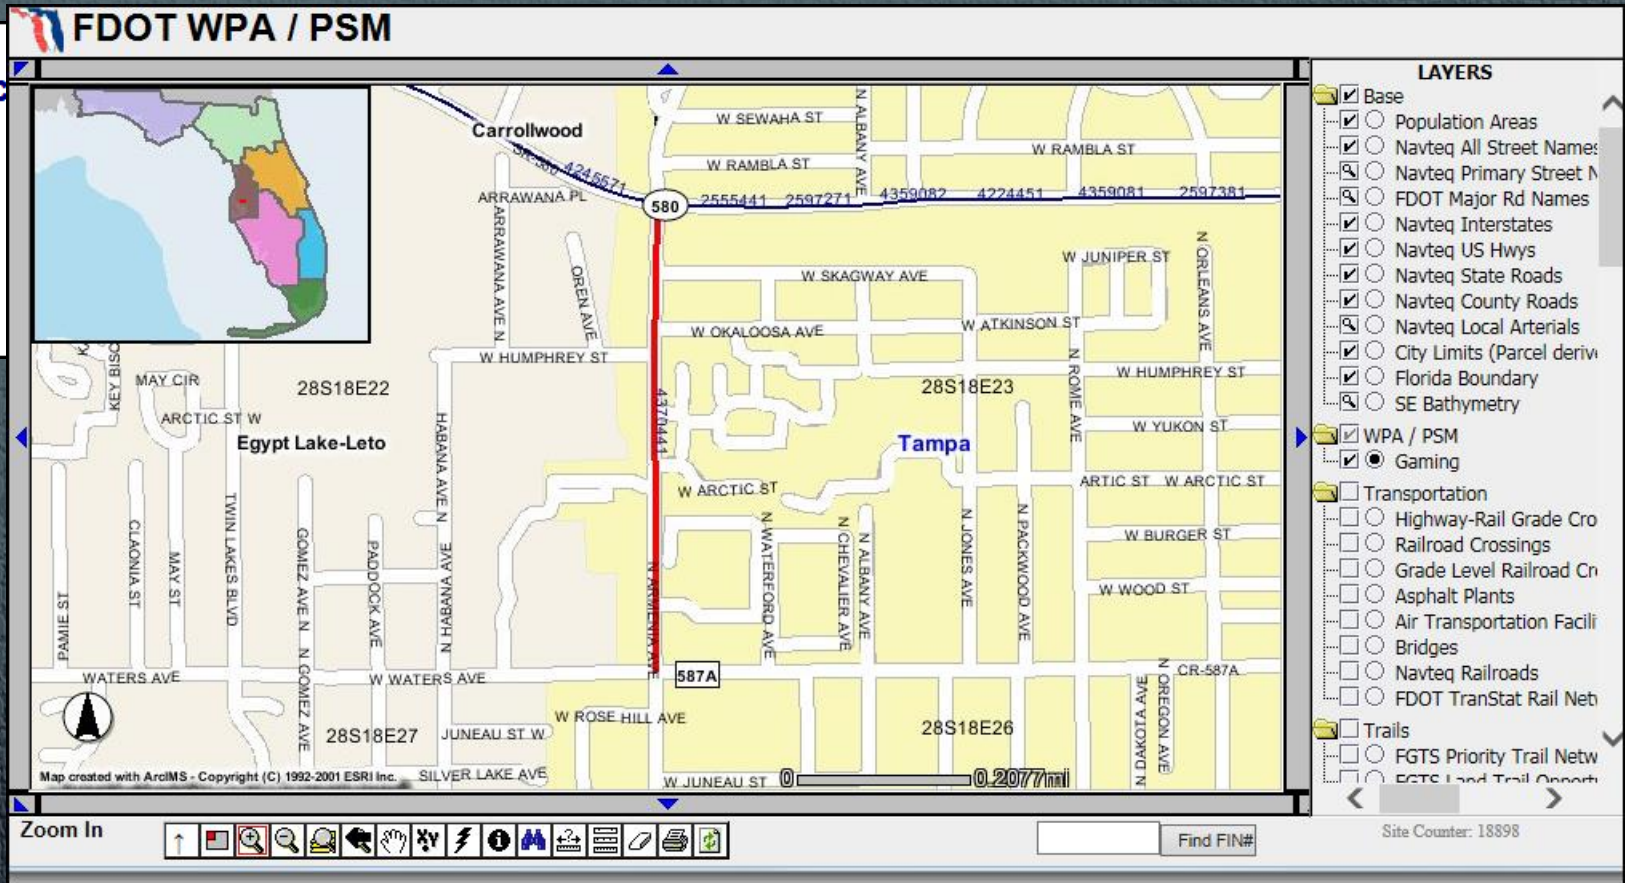 FDOT WPA / PSM
LAYERS
Base
Population Areas
Navteq All Street Names
Navteq Primary Street N
FDOT Major Rd Names
Navteq Interstates
Navteq US Hwys
Navteq State Roads
Navteq County Roads
Navteq Local Arterials
City Limits (Parcel derive
Florida Boundary
SE Bathymetry
WPA / PSM
Gaming
Transportation
Highway-Rail Grade Cro
Railroad Crossings
Grade Level Railroad Cr
Asphalt Plants
Air Transportation Facili
Bridges
Navteq Railroads
FDOT TranStat Rail Net
Trails
FGTS Priority Trail Netw
FGTS Land Trail Opport
Carrollwood
4245571
580
2555441
2597271
4359082
4224451
4359081
2597381
W SEWAHA ST
W RAMBLA ST
W RAMBLA ST
N ALBANY AVE
ARRAWANA PL
ARRAWANA AVE N
OREN AVE
W SKAGWAY AVE
W JUNIPER ST
N ORLEANS AVE
W OKALOOSA AVE
W ATKINSON ST
W HUMPHREY ST
W HUMPHREY ST
N ROME AVE
MAY CIR
28S18E22
28S18E23
ARCTIC ST W
4370441
W YUKON ST
Egypt Lake-Leto
Tampa
HABANA AVE N
W ARCTIC ST
ARTIC ST
W ARCTIC ST
TWIN LAKES BLVD
CLAONIA ST
MAY ST
PAMIE ST
GOMEZ AVE N
PADDOCK AVE
N HABANA AVE
N ARMENIA AVE
N WATERFORD AVE
N CHEVALIER AVE
N ALBANY AVE
N JONES AVE
N PACKWOOD AVE
W BURGER ST
W WOOD ST
WATERS AVE
W WATERS AVE
587A
CR-587A
N GOMEZ AVE
W ROSE HILL AVE
28S18E27
JUNEAU ST W
28S18E26
N DAKOTA AVE
N OREGON AVE
Map created with ArcIMS - Copyright (C) 1992-2001 ESRI Inc.
SILVER LAKE AVE
W JUNEAU ST
0
0.2077mi
Zoom In
Find FIN#
Site Counter: 18898